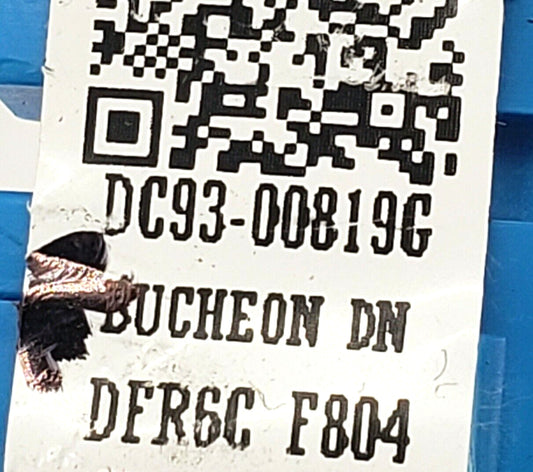 DC93-00819G
BUCHEON DN
DFR6C F804